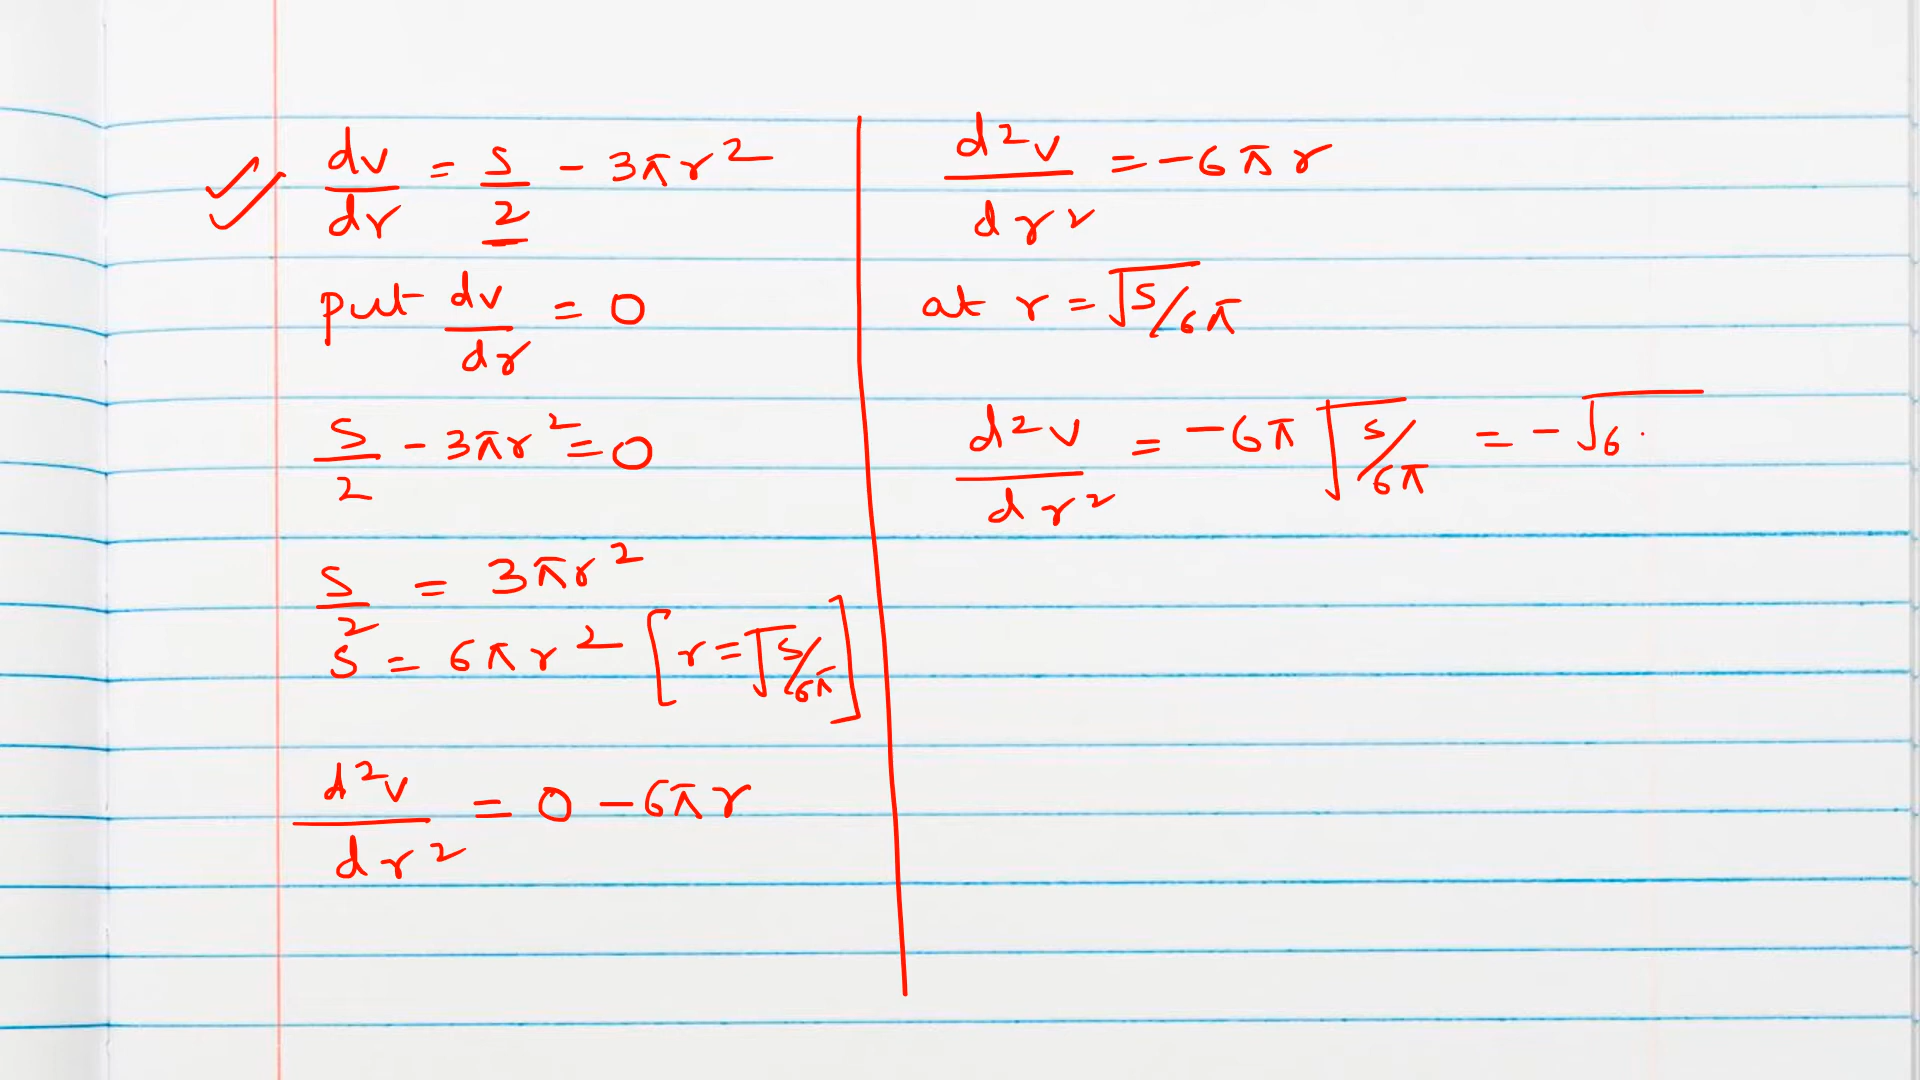 dv/dr = S/2 - 3πr²
put dv/dr = 0
S/2 - 3πr² = 0
S/2 = 3πr²
S = 6πr² [r = √S/6π]
d²v/dr² = 0 - 6πr
d²v/dr² = -6πr
at r = √S/6π
d²v/dr² = -6π √S/6π = -√6.